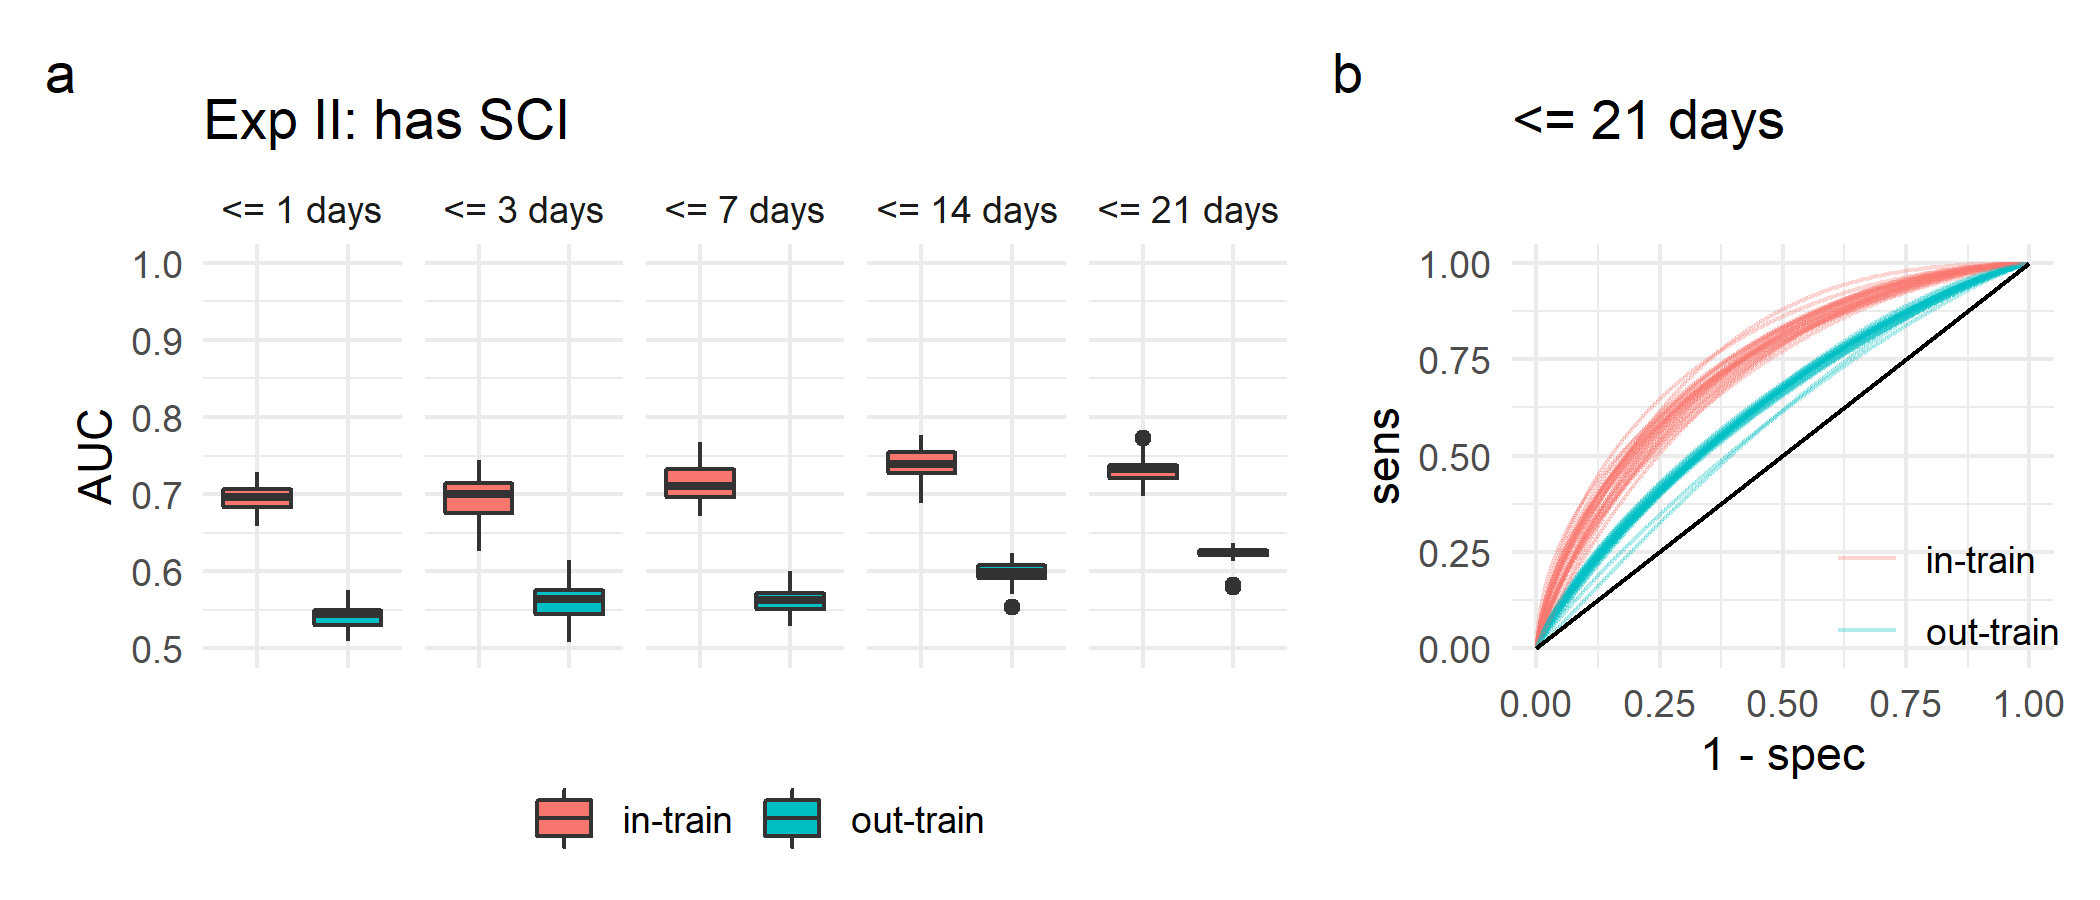 a
Exp II: has SCI
<= 1 days
<= 3 days
<= 7 days
<= 14 days
<= 21 days
1.0
0.9
0.8
0.7
0.6
0.5
AUC
in-train
out-train
b
<= 21 days
1.00
0.75
0.50
0.25
0.00
sens
in-train
out-train
0.00
0.25
0.50
0.75
1.00
1 - spec